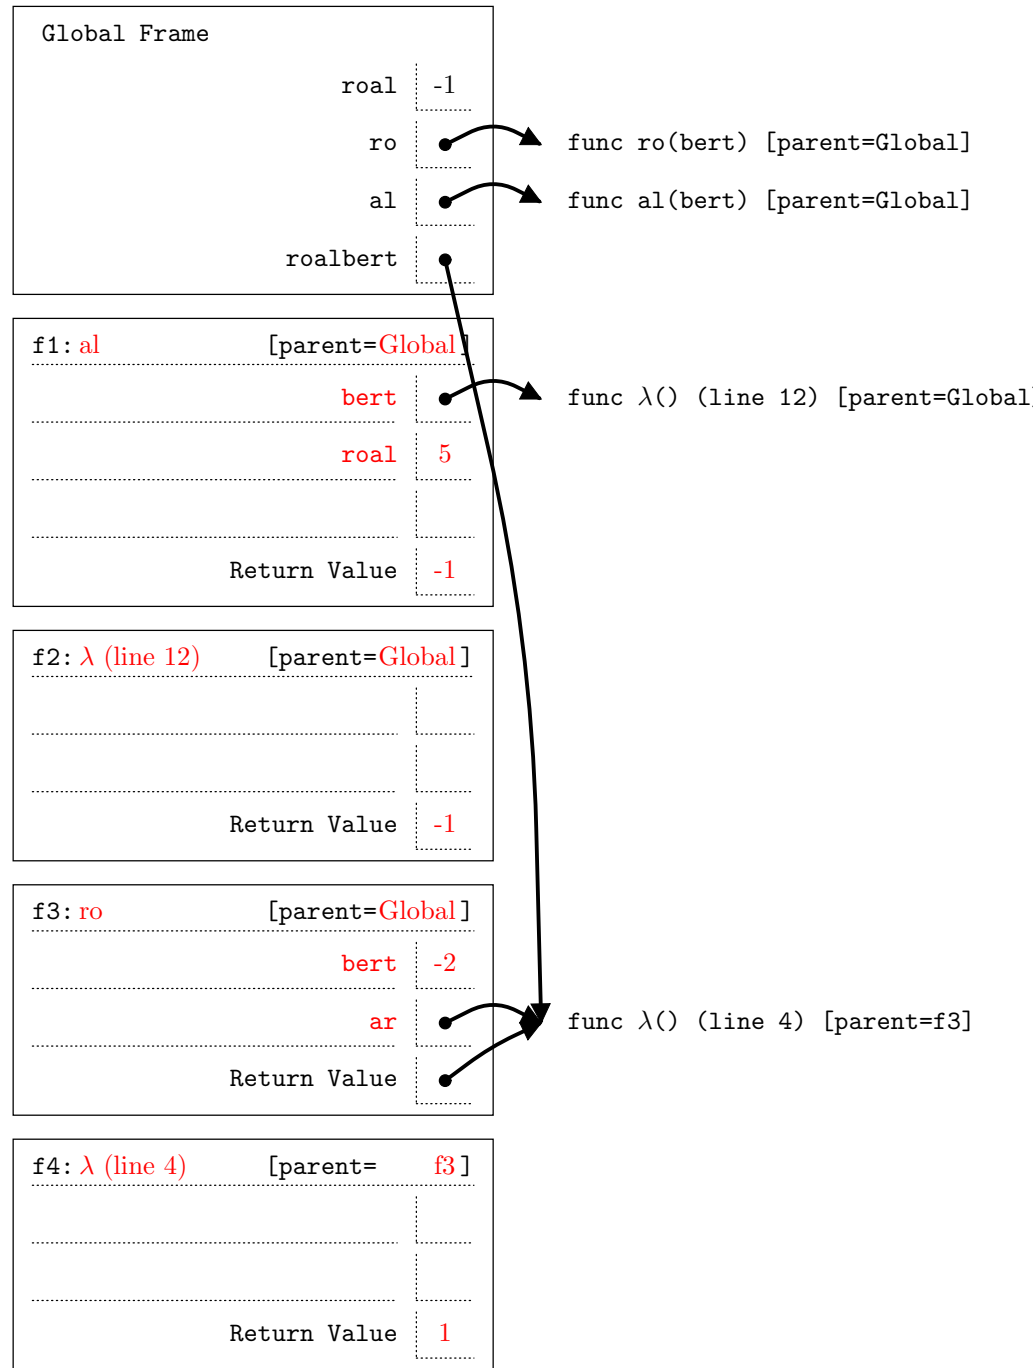 Global Frame
roal -1
ro func ro(bert) [parent=Global]
al func al(bert) [parent=Global]
roalbert
f1: al [parent=Global]
bert func λ() (line 12) [parent=Global]
roal 5
Return Value -1
f2: λ (line 12) [parent=Global]
Return Value -1
f3: ro [parent=Global]
bert -2
ar func λ() (line 4) [parent=f3]
Return Value
f4: λ (line 4) [parent= f3]
Return Value 1